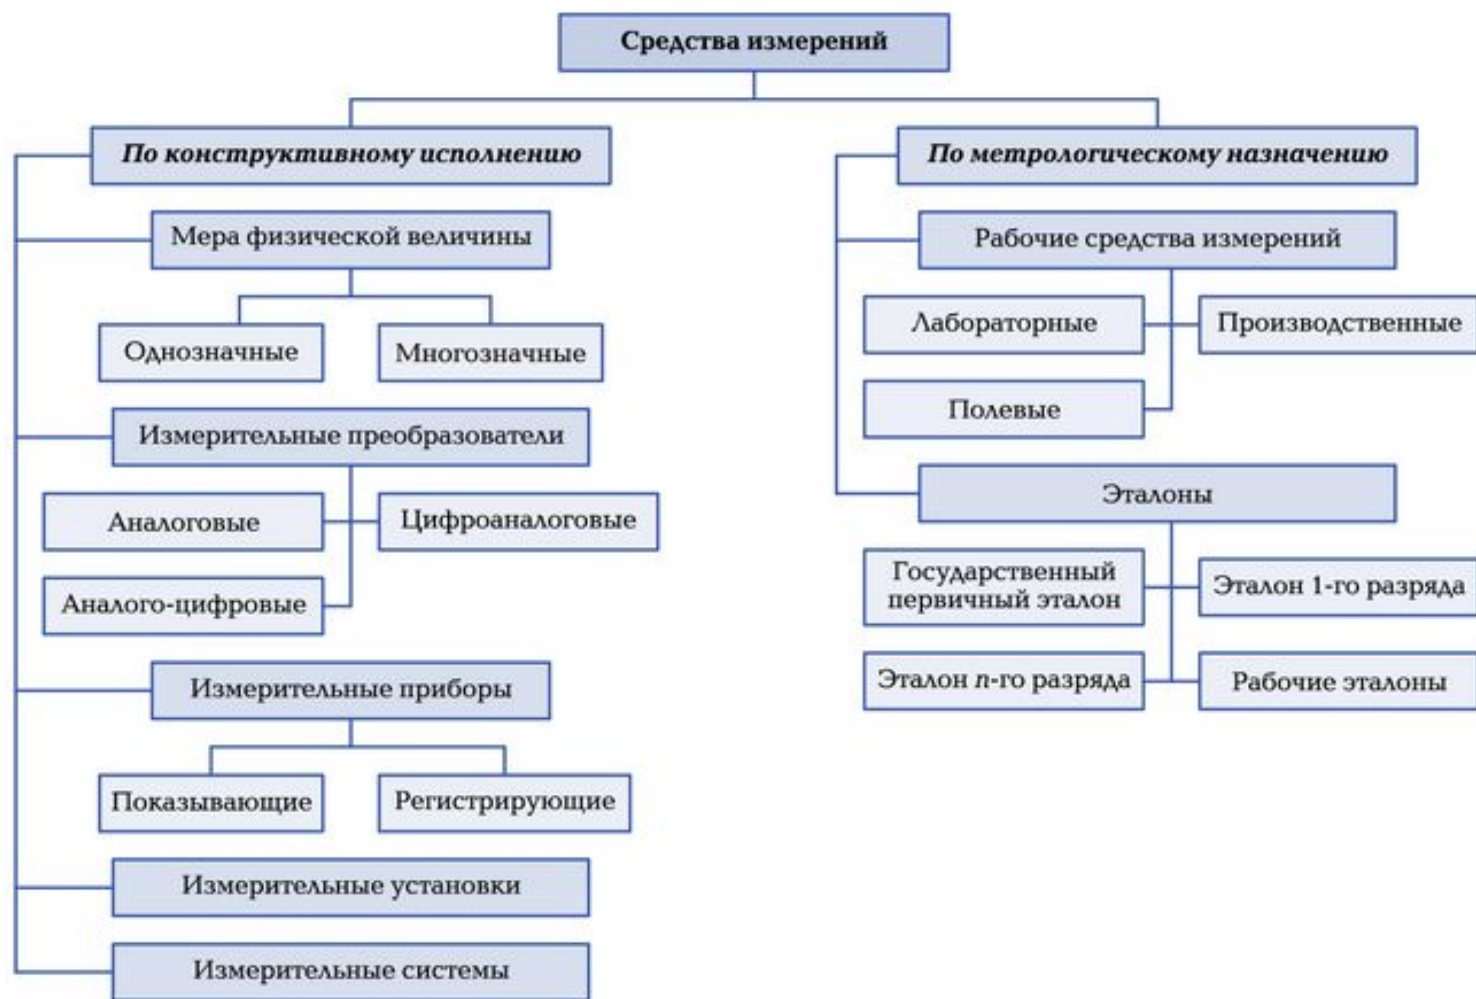 Средства измерений
По конструктивному исполнению
Мера физической величины
Однозначные
Многозначные
Измерительные преобразователи
Аналоговые
Цифроаналоговые
Аналого-цифровые
Измерительные приборы
Показывающие
Регистрирующие
Измерительные установки
Измерительные системы
По метрологическому назначению
Рабочие средства измерений
Лабораторные
Производственные
Полевые
Эталоны
Государственный
первичный эталон
Эталон 1-го разряда
Эталон n-го разряда
Рабочие эталоны